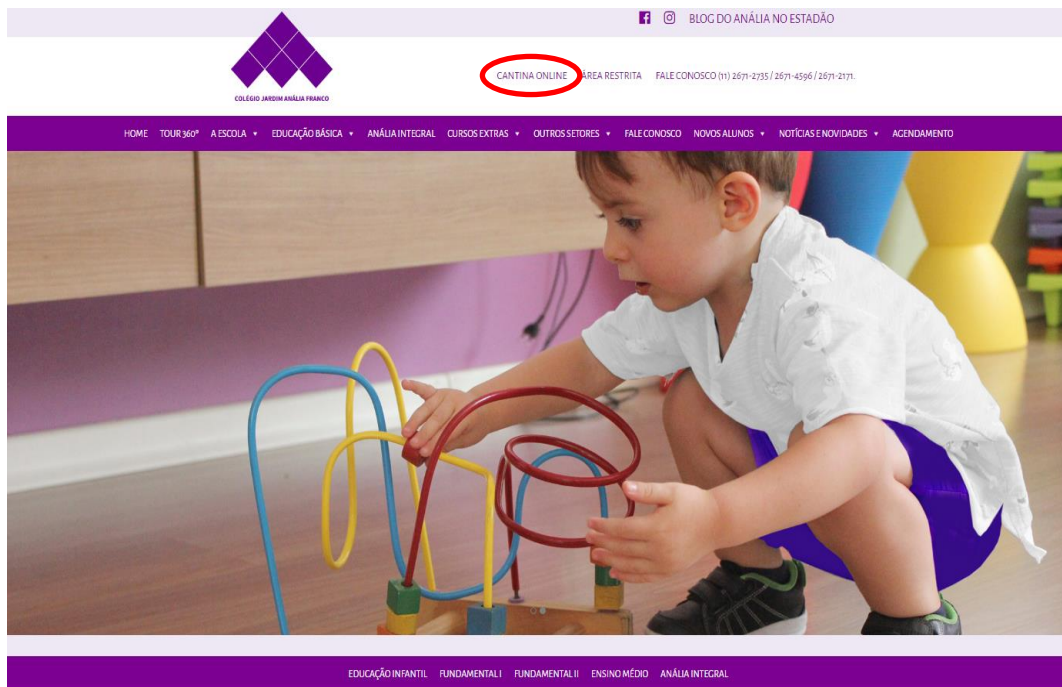 BLOG DO ANÁLIA NO ESTADÃO
CANTINA ONLINE ÁREA RESTRITA FALE CONOSCO (11) 2671-2735 / 2671-4596 / 2671-2171.
COLÉGIO JARDIM ANÁLIA FRANCO
HOME TOUR 360º A ESCOLA EDUCAÇÃO BÁSICA ANÁLIA INTEGRAL CURSOS EXTRAS OUTROS SETORES FALE CONOSCO NOVOS ALUNOS NOTÍCIAS E NOVIDADES AGENDAMENTO
EDUCAÇÃO INFANTIL FUNDAMENTAL I FUNDAMENTAL II ENSINO MÉDIO ANÁLIA INTEGRAL